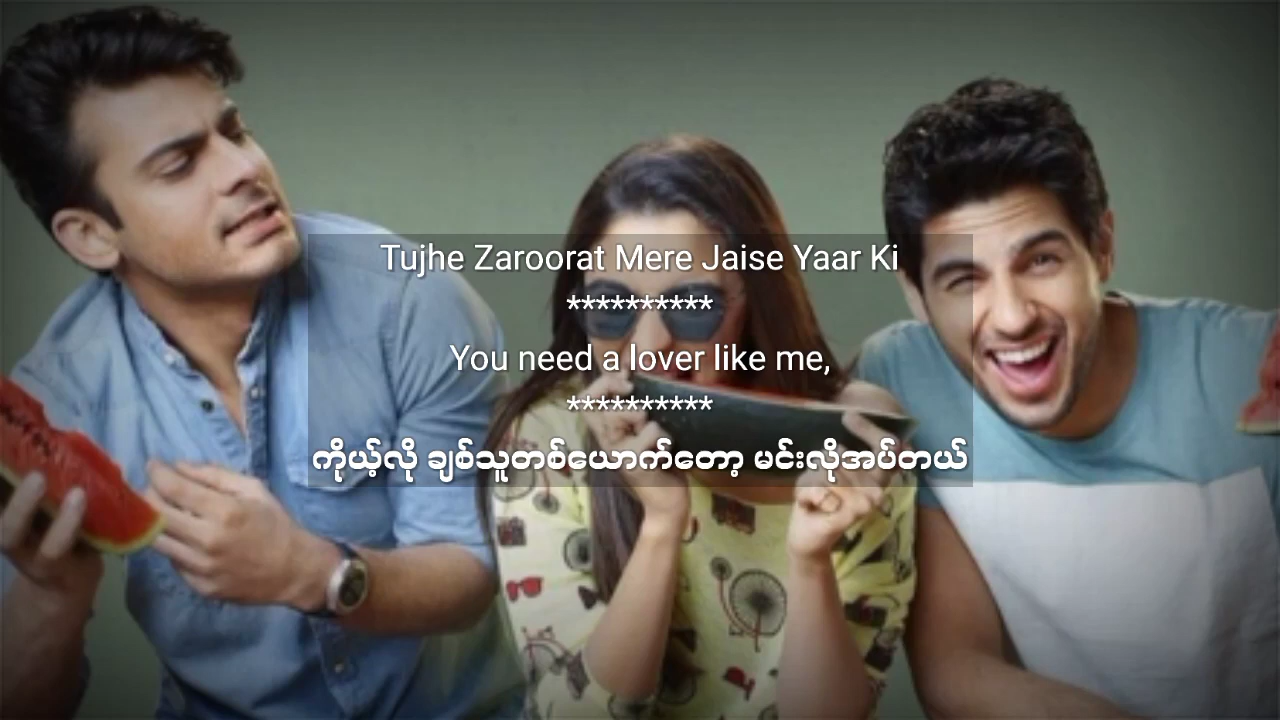 Tujhe Zaroorat Mere Jaise Yaar Ki
**********
You need a lover like me,
**********
ကိုယ့်လို ချစ်သူတစ်ယောက်တော့ မင်းလိုအပ်တယ်